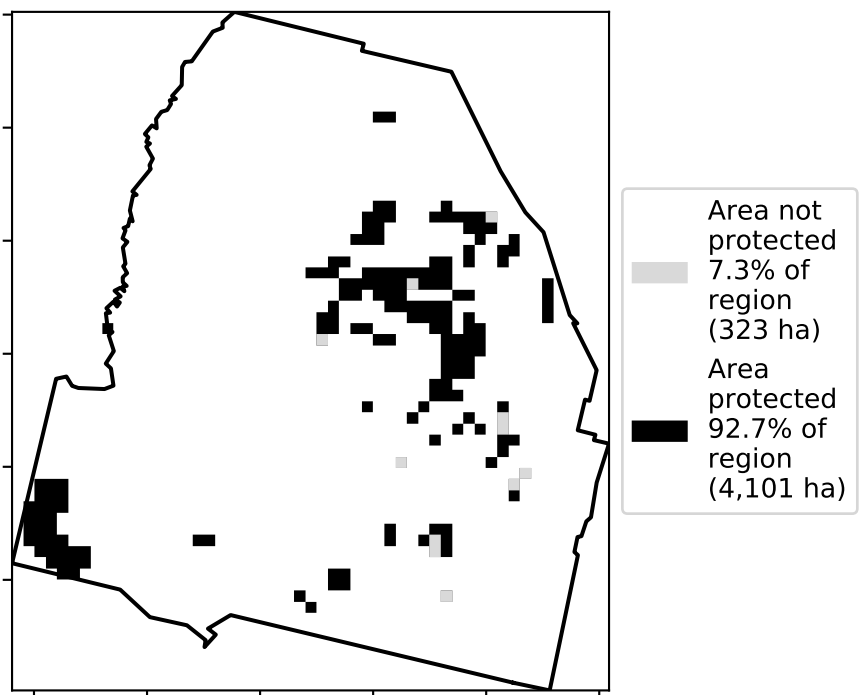 Area not
protected
7.3% of
region
(323 ha)
Area
protected
92.7% of
region
(4,101 ha)